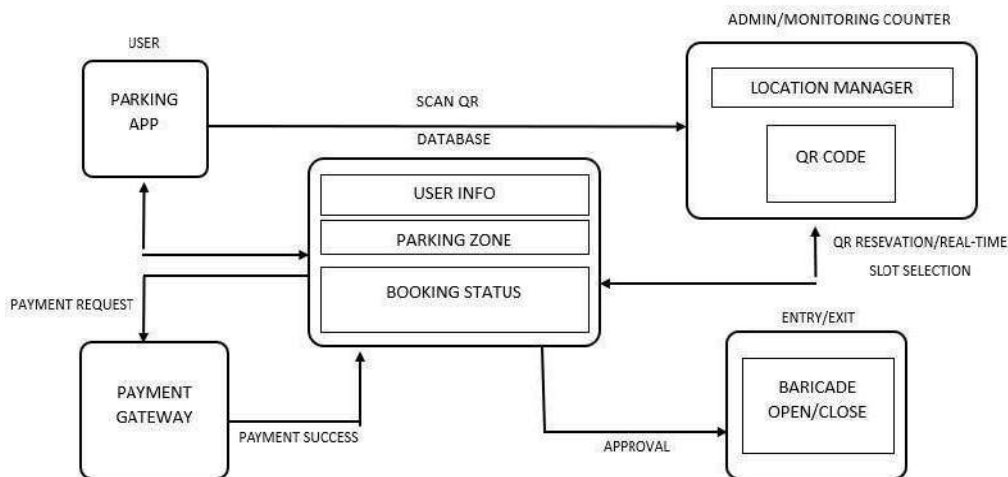 ADMIN/MONITORING COUNTER
USER
PARKING
APP
SCAN QR
LOCATION MANAGER
QR CODE
DATABASE
USER INFO
PARKING ZONE
BOOKING STATUS
QR RESEVATION/REAL-TIME
SLOT SELECTION
PAYMENT REQUEST
PAYMENT
GATEWAY
PAYMENT SUCCESS
APPROVAL
ENTRY/EXIT
BARICADE
OPEN/CLOSE